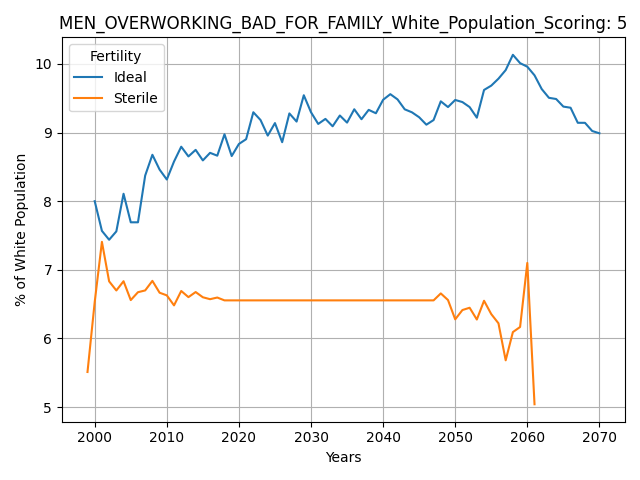 MEN_OVERWORKING_BAD_FOR_FAMILY_White_Population_Scoring: 5
Fertility
Ideal
Sterile
% of White Population
10
9
8
7
6
5
2000 2010 2020 2030 2040 2050 2060 2070
Years